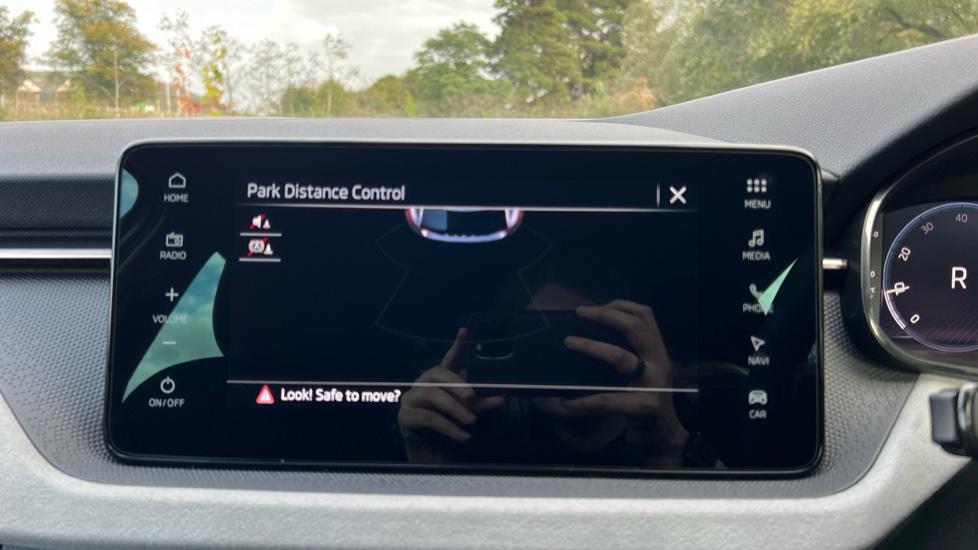 Park Distance Control
HOME
RADIO
VOLUME
ON/OFF
Look! Safe to move?
MENU
MEDIA
PHONE
NAVI
CAR
R
0
20
30
40